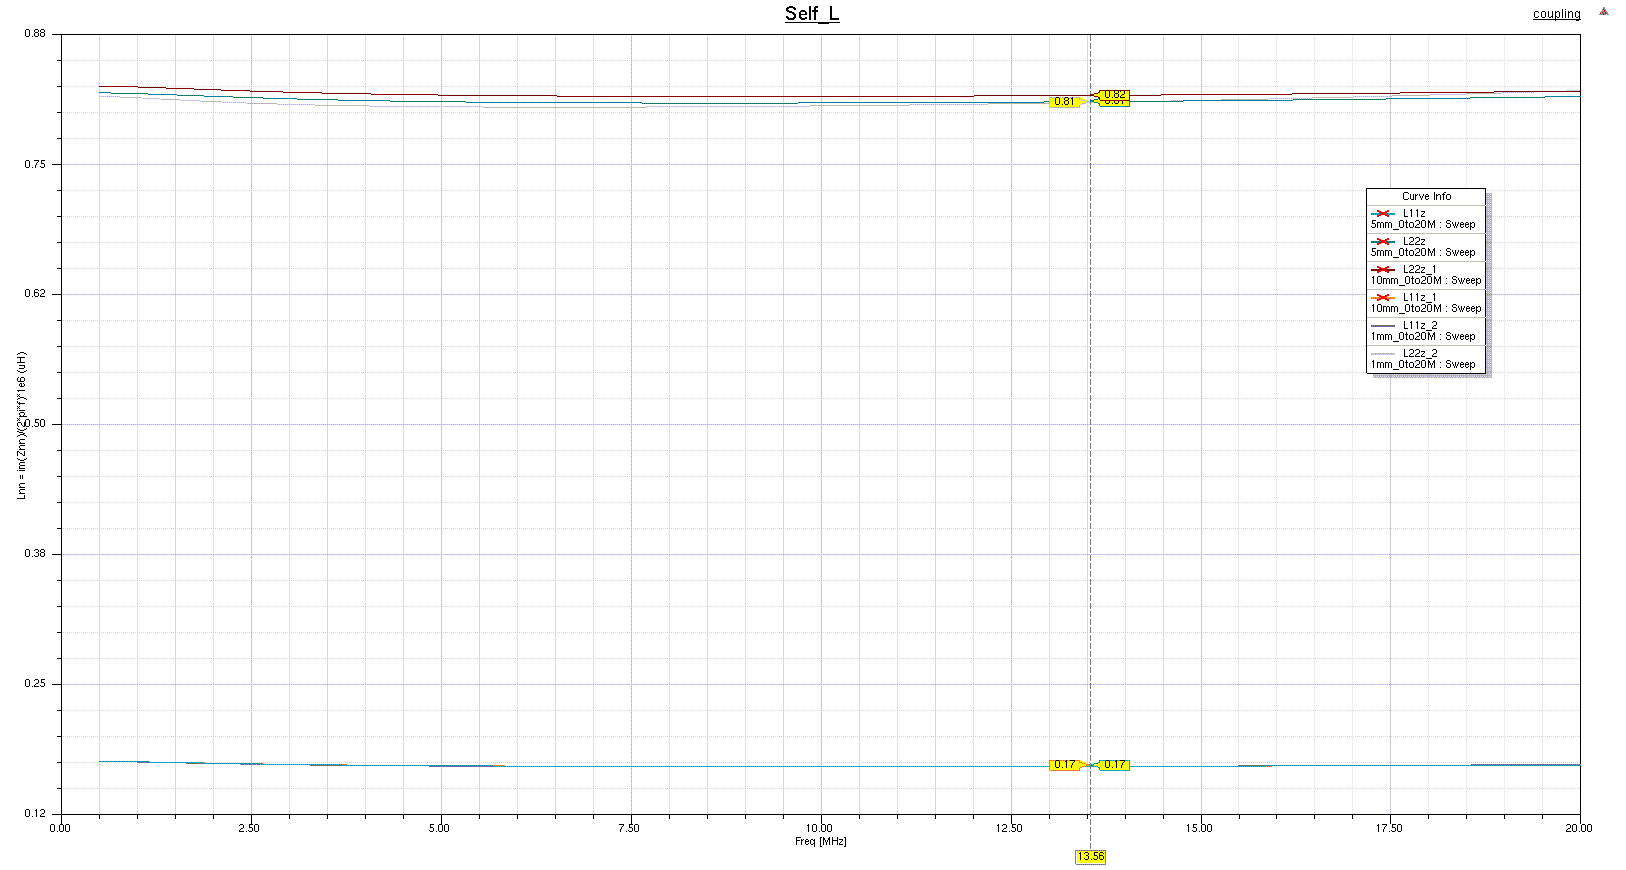 Self_L
coupling
0.88
0.75
0.62
0.50
0.38
0.25
0.12
Lnn = im(Znn)/(2*pi*f)*1e6 (uH)
0.82
0.81
0.81
0.17
0.17
Curve Info
L11z
5mm_0to20M : Sweep
L22z
5mm_0to20M : Sweep
L22z_1
10mm_0to20M : Sweep
L11z_1
10mm_0to20M : Sweep
L11z_2
1mm_0to20M : Sweep
L22z_2
1mm_0to20M : Sweep
0.00 2.50 5.00 7.50 10.00 12.50 15.00 17.50 20.00
Freq [MHz]
13.56